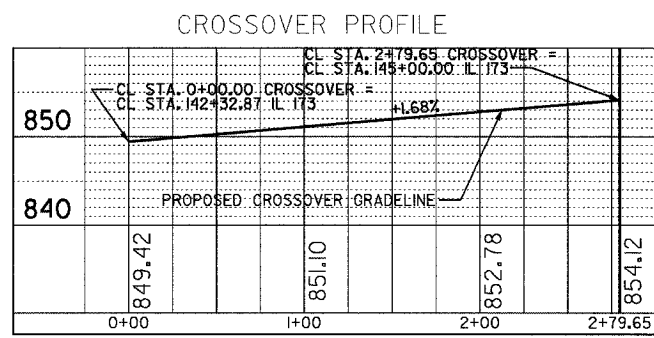 CROSSOVER PROFILE
CL STA. 2+79.65 CROSSOVER =
CL STA. 145+00.00 IL 173
CL STA. 0+00.00 CROSSOVER =
CL STA. 142+32.87 IL 173
+1.68%
850
PROPOSED CROSSOVER GRADELINE
840
849.42
851.10
852.78
854.12
0+00
1+00
2+00
2+79.65